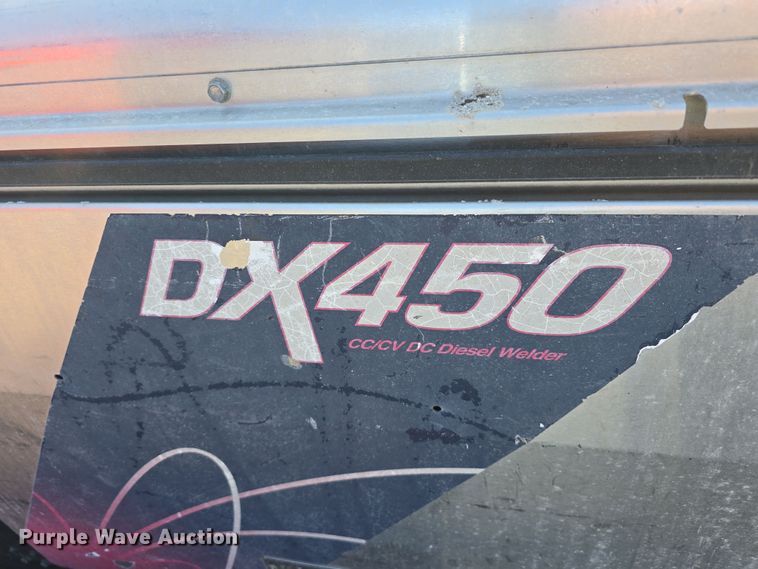 DX450
CC/CV DC Diesel Welder
Purple Wave Auction